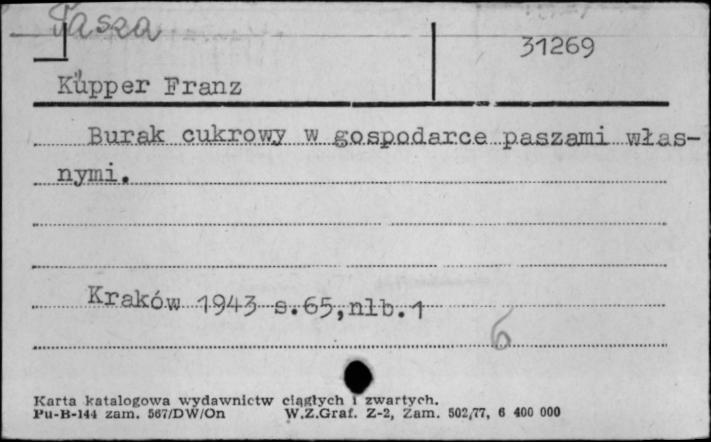 Pasza
31269
Küpper Franz
Burak cukrowy w gospodarce paszami włas-
nymi.
Kraków 1943 s.65,nlb.1
6
Karta katalogowa wydawnictw ciągłych i zwartych.
Pu-B-144 zam. 567/DW/On W.Z.Graf. Z-2, Zam. 502/77, 6 400 000